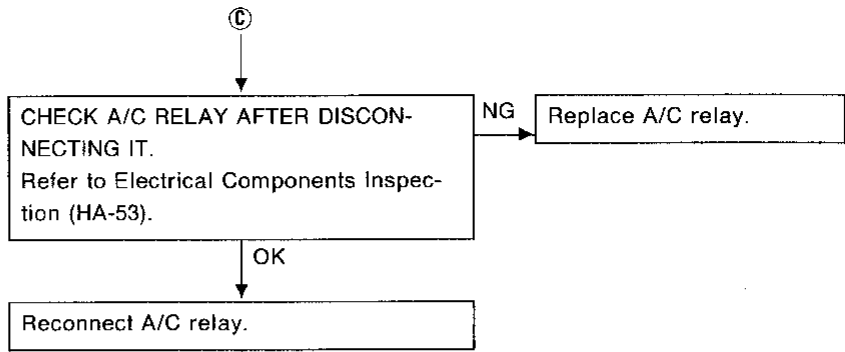 Ⓒ
CHECK A/C RELAY AFTER DISCON-
NECTING IT.
Refer to Electrical Components Inspec-
tion (HA-53).
NG
Replace A/C relay.
OK
Reconnect A/C relay.